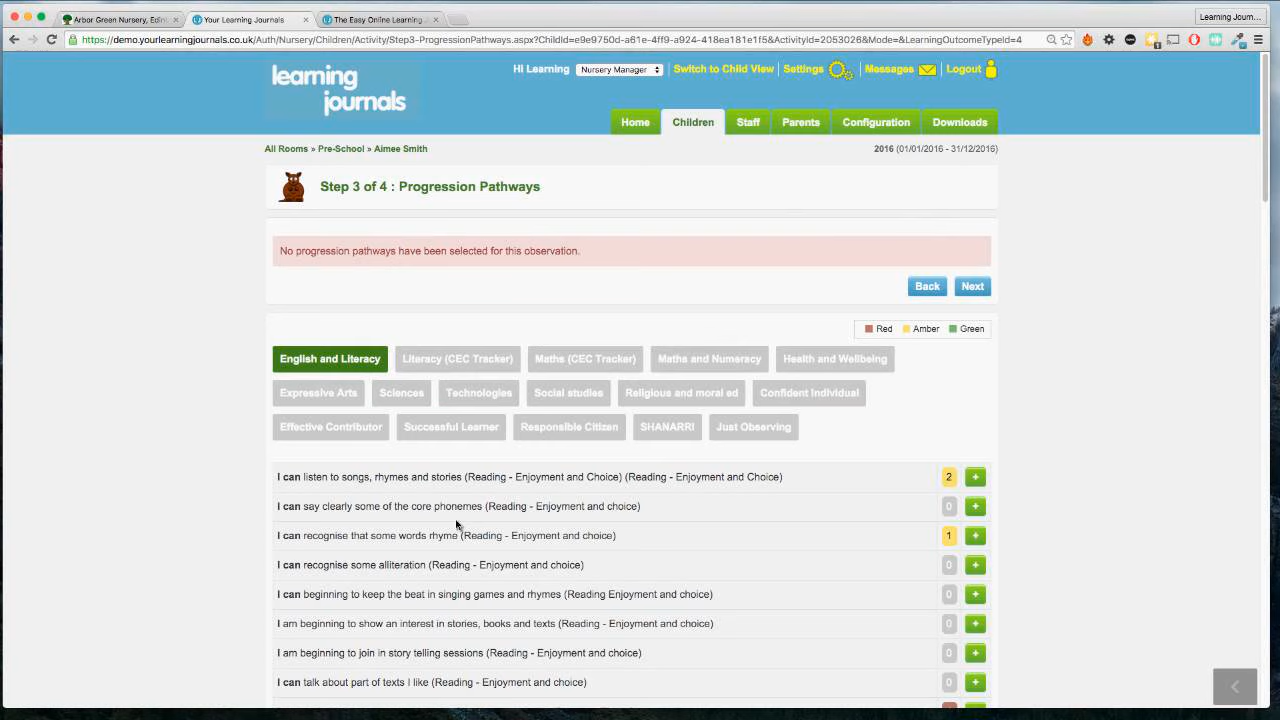 Arbor Green Nursery, Edin
Your Learning Journals
The Easy Online Learning
Learning Journ...
https://demo.yourlearningjournals.co.uk/Auth/Nursery/Children/Activity/Step3-ProgressionPathways.aspx?ChildId=e9e9750d-a61e-4ff9-a924-418ea181e1f5&ActivityId=2053026&Mode=&LearningOutcomeTypeId=4
learning
journals
Hi Learning Nursery Manager Switch to Child View Settings Messages Logout
Home Children Staff Parents Configuration Downloads
All Rooms » Pre-School » Aimee Smith
2016 (01/01/2016 - 31/12/2016)
Step 3 of 4 : Progression Pathways
No progression pathways have been selected for this observation.
Back Next
Red Amber Green
English and Literacy Literacy (CEC Tracker) Maths (CEC Tracker) Maths and Numeracy Health and Wellbeing
Expressive Arts Sciences Technologies Social studies Religious and moral ed Confident Individual
Effective Contributor Successful Learner Responsible Citizen SHANARRI Just Observing
I can listen to songs, rhymes and stories (Reading - Enjoyment and Choice) (Reading - Enjoyment and Choice) 2 +
I can say clearly some of the core phonemes (Reading - Enjoyment and choice) 0 +
I can recognise that some words rhyme (Reading - Enjoyment and choice) 1 +
I can recognise some alliteration (Reading - Enjoyment and choice) 0 +
I can beginning to keep the beat in singing games and rhymes (Reading Enjoyment and choice) 0 +
I am beginning to show an interest in stories, books and texts (Reading - Enjoyment and choice) 0 +
I am beginning to join in story telling sessions (Reading - Enjoyment and choice) 0 +
I can talk about part of texts I like (Reading - Enjoyment and choice) 0 +